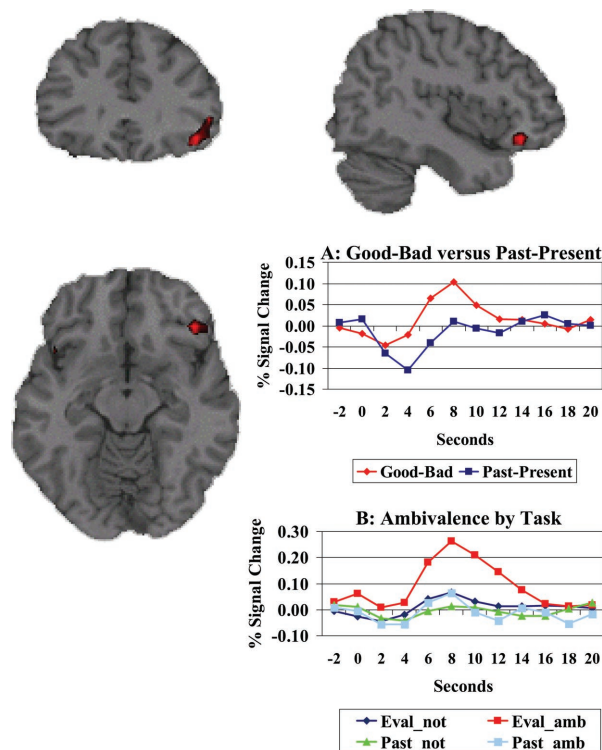 A: Good-Bad versus Past-Present
0.15
0.10
0.05
0.00
-0.05
-0.10
-0.15
% Signal Change
-2 0 2 4 6 8 10 12 14 16 18 20
Seconds
Good-Bad Past-Present
B: Ambivalence by Task
0.30
0.20
0.10
0.00
-0.10
% Signal Change
-2 0 2 4 6 8 10 12 14 16 18 20
Seconds
Eval_not Eval_amb
Past_not Past_amb